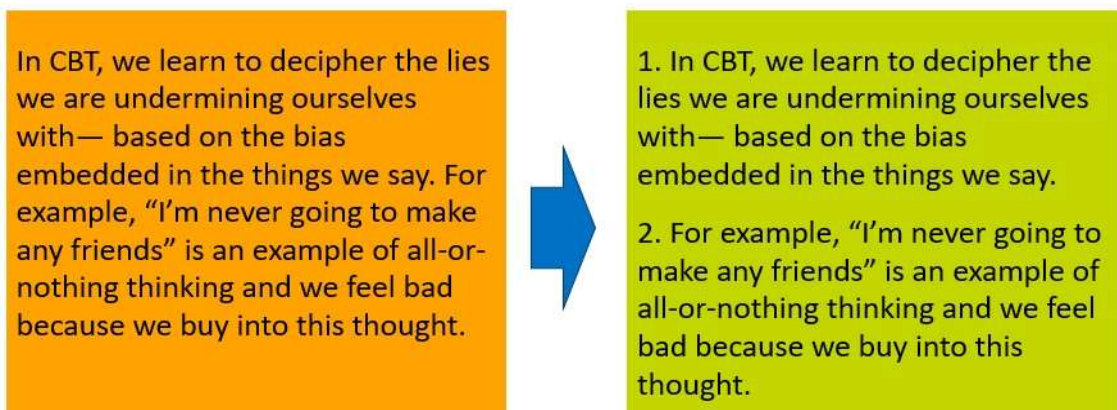 In CBT, we learn to decipher the lies
we are undermining ourselves
with— based on the bias
embedded in the things we say. For
example, “I’m never going to make
any friends” is an example of all-or-
nothing thinking and we feel bad
because we buy into this thought.
1. In CBT, we learn to decipher the
lies we are undermining ourselves
with— based on the bias
embedded in the things we say.
2. For example, “I’m never going to
make any friends” is an example of
all-or-nothing thinking and we feel
bad because we buy into this
thought.